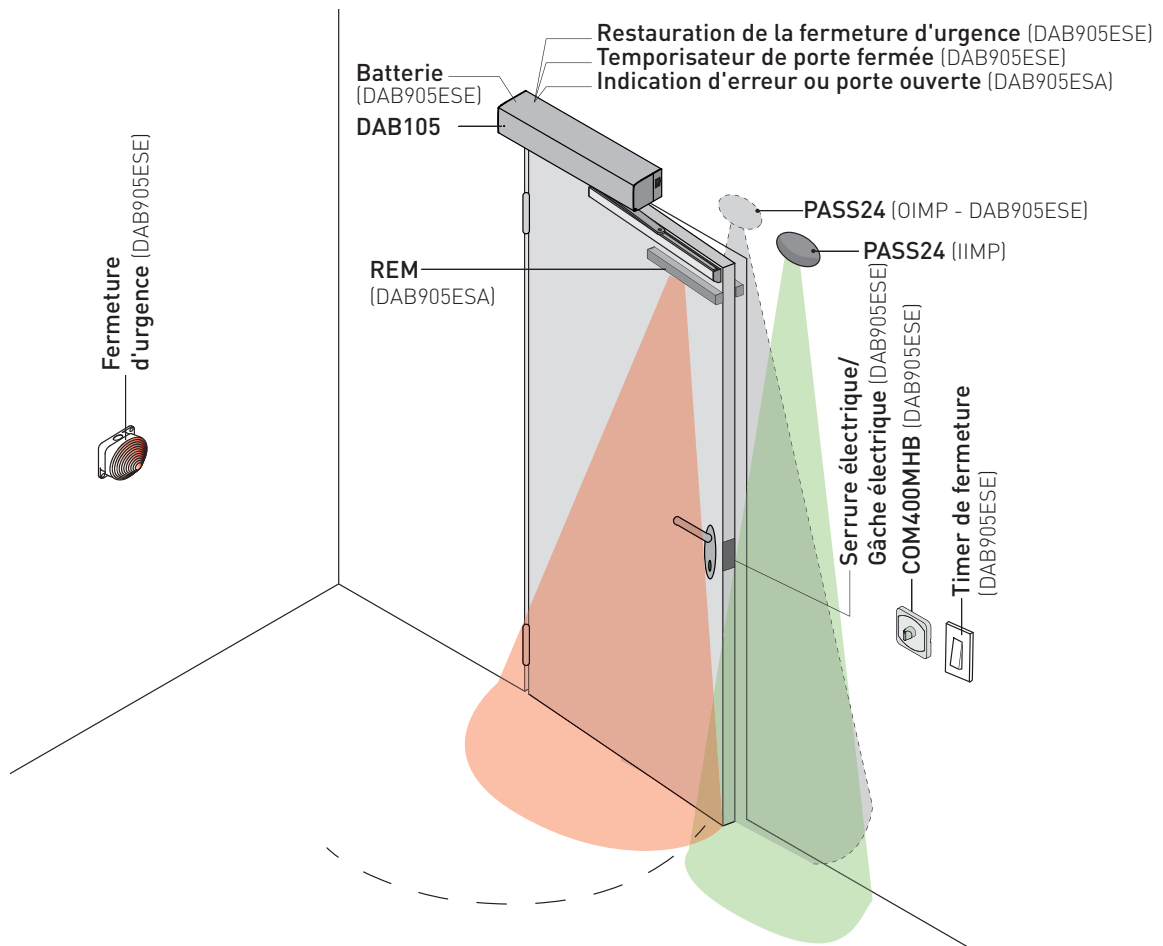 Restauration de la fermeture d'urgence (DAB905ESE)
Temporisateur de porte fermée (DAB905ESE)
Indication d'erreur ou porte ouverte (DAB905ESA)
Batterie
(DAB905ESE)
DAB105
PASS24 (OIMP - DAB905ESE)
PASS24 (IIMP)
REM
(DAB905ESA)
Fermeture
d'urgence (DAB905ESE)
Serrure électrique/
Gâche électrique (DAB905ESE)
COM400MHB (DAB905ESE)
Timer de fermeture
(DAB905ESE)